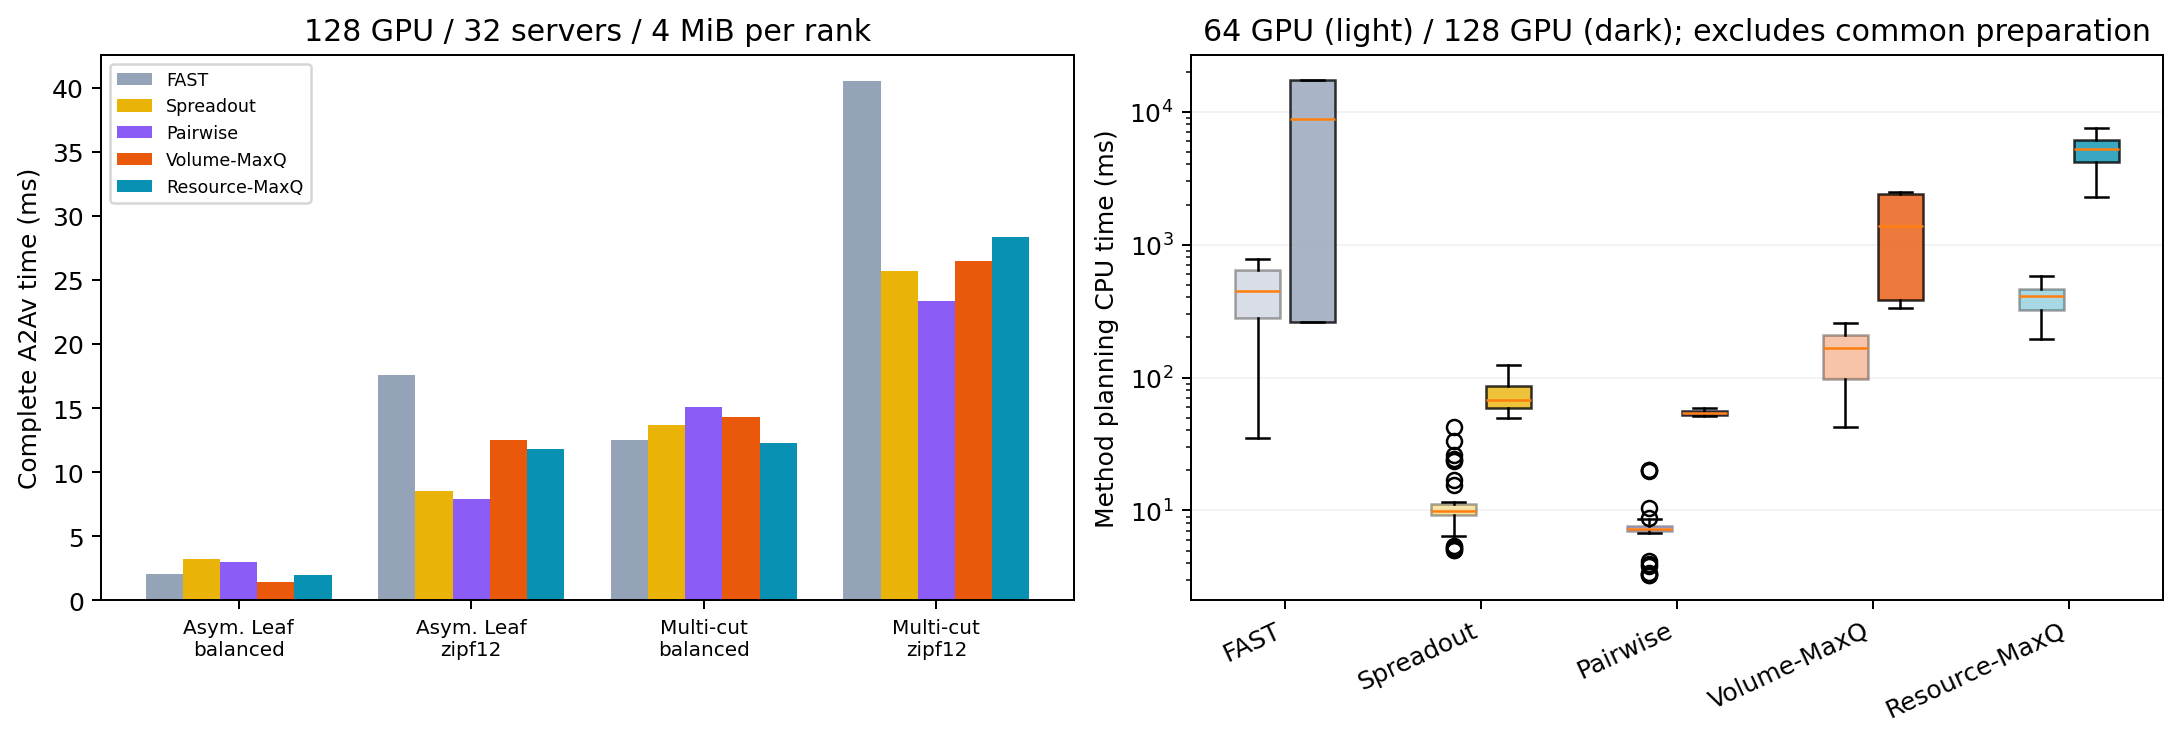 128 GPU / 32 servers / 4 MiB per rank
Complete A2Av time (ms)
40
35
30
25
20
15
10
5
0
FAST
Spreadout
Pairwise
Volume-MaxQ
Resource-MaxQ
Asym. Leaf
balanced
Asym. Leaf
zipf12
Multi-cut
balanced
Multi-cut
zipf12
64 GPU (light) / 128 GPU (dark); excludes common preparation
Method planning CPU time (ms)
10⁴
10³
10²
10¹
FAST
Spreadout
Pairwise
Volume-MaxQ
Resource-MaxQ